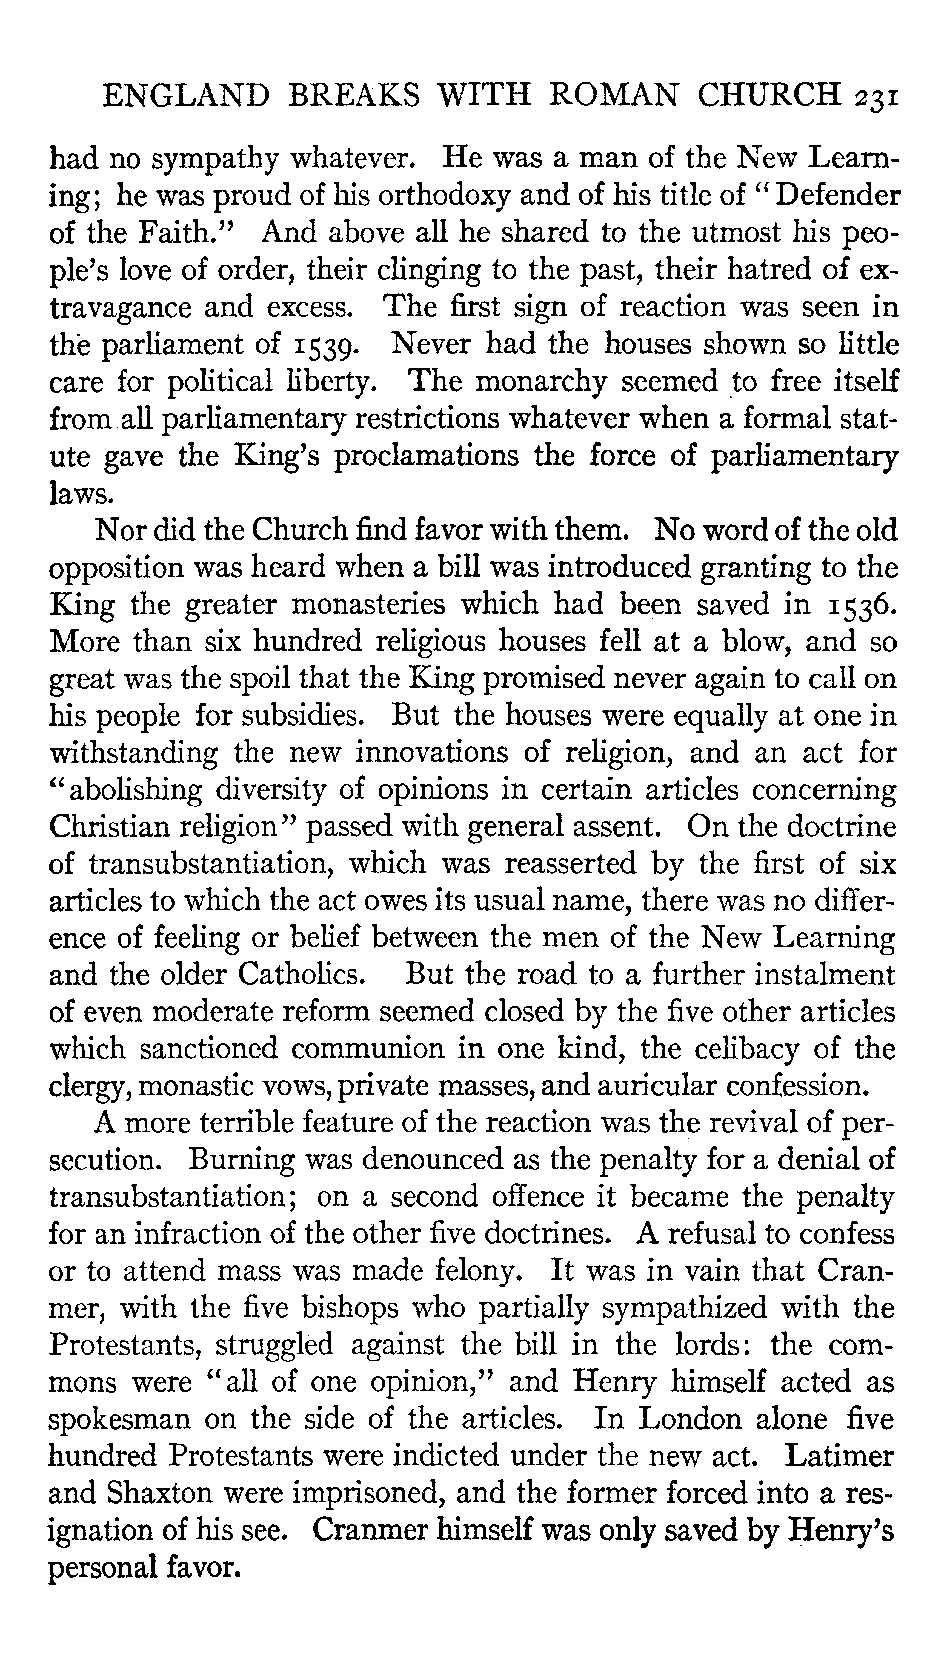 ENGLAND BREAKS WITH ROMAN CHURCH 231
had no sympathy whatever. He was a man of the New Learn-
ing; he was proud of his orthodoxy and of his title of "Defender
of the Faith." And above all he shared to the utmost his peo-
ple's love of order, their clinging to the past, their hatred of ex-
travagance and excess. The first sign of reaction was seen in
the parliament of 1539. Never had the houses shown so little
care for political liberty. The monarchy seemed to free itself
from all parliamentary restrictions whatever when a formal stat-
ute gave the King's proclamations the force of parliamentary
laws.
Nor did the Church find favor with them. No word of the old
opposition was heard when a bill was introduced granting to the
King the greater monasteries which had been saved in 1536.
More than six hundred religious houses fell at a blow, and so
great was the spoil that the King promised never again to call on
his people for subsidies. But the houses were equally at one in
withstanding the new innovations of religion, and an act for
"abolishing diversity of opinions in certain articles concerning
Christian religion" passed with general assent. On the doctrine
of transubstantiation, which was reasserted by the first of six
articles to which the act owes its usual name, there was no differ-
ence of feeling or belief between the men of the New Learning
and the older Catholics. But the road to a further instalment
of even moderate reform seemed closed by the five other articles
which sanctioned communion in one kind, the celibacy of the
clergy, monastic vows, private masses, and auricular confession.
A more terrible feature of the reaction was the revival of per-
secution. Burning was denounced as the penalty for a denial of
transubstantiation; on a second offence it became the penalty
for an infraction of the other five doctrines. A refusal to confess
or to attend mass was made felony. It was in vain that Cran-
mer, with the five bishops who partially sympathized with the
Protestants, struggled against the bill in the lords: the com-
mons were "all of one opinion," and Henry himself acted as
spokesman on the side of the articles. In London alone five
hundred Protestants were indicted under the new act. Latimer
and Shaxton were imprisoned, and the former forced into a res-
ignation of his see. Cranmer himself was only saved by Henry's
personal favor.